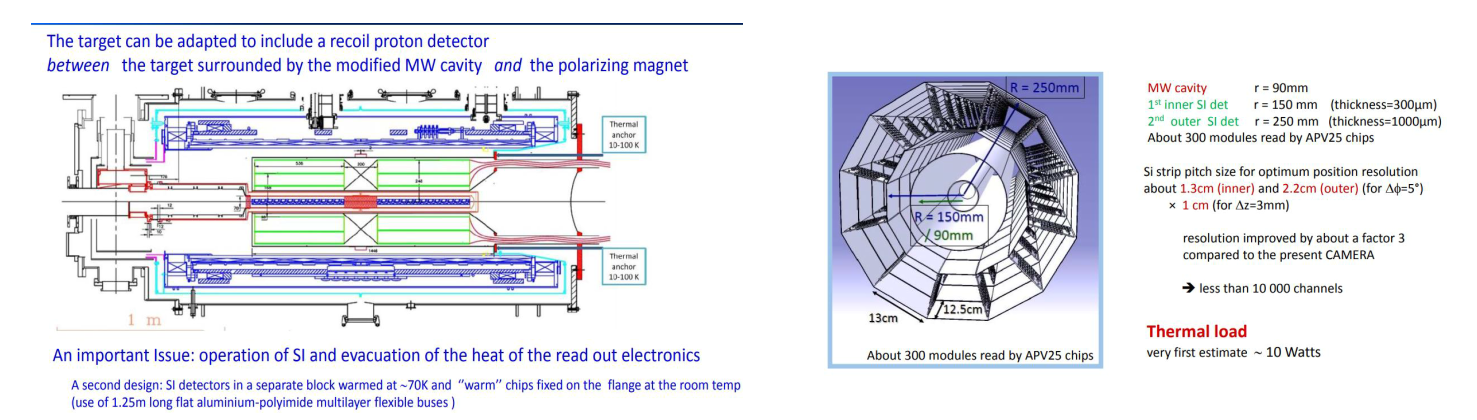 The target can be adapted to include a recoil proton detector
between the target surrounded by the modified MW cavity and the polarizing magnet
Thermal
anchor
10-100 K
Thermal
anchor
10-100 K
1 m
An important Issue: operation of SI and evacuation of the heat of the read out electronics
A second design: SI detectors in a separate block warmed at ~70K and ‘’warm’’ chips fixed on the flange at the room temp
(use of 1.25m long flat aluminium-polyimide multilayer flexible buses )
R = 250mm
R = 150mm
/ 90mm
13cm
12.5cm
About 300 modules read by APV25 chips
MW cavity r = 90mm
1st inner SI det r = 150 mm (thickness=300µm)
2nd outer SI det r = 250 mm (thickness=1000µm)
About 300 modules read by APV25 chips
Si strip pitch size for optimum position resolution
about 1.3cm (inner) and 2.2cm (outer) (for Δϕ=5°)
× 1 cm (for Δz=3mm)
resolution improved by about a factor 3
compared to the present CAMERA
➔ less than 10 000 channels
Thermal load
very first estimate ~ 10 Watts